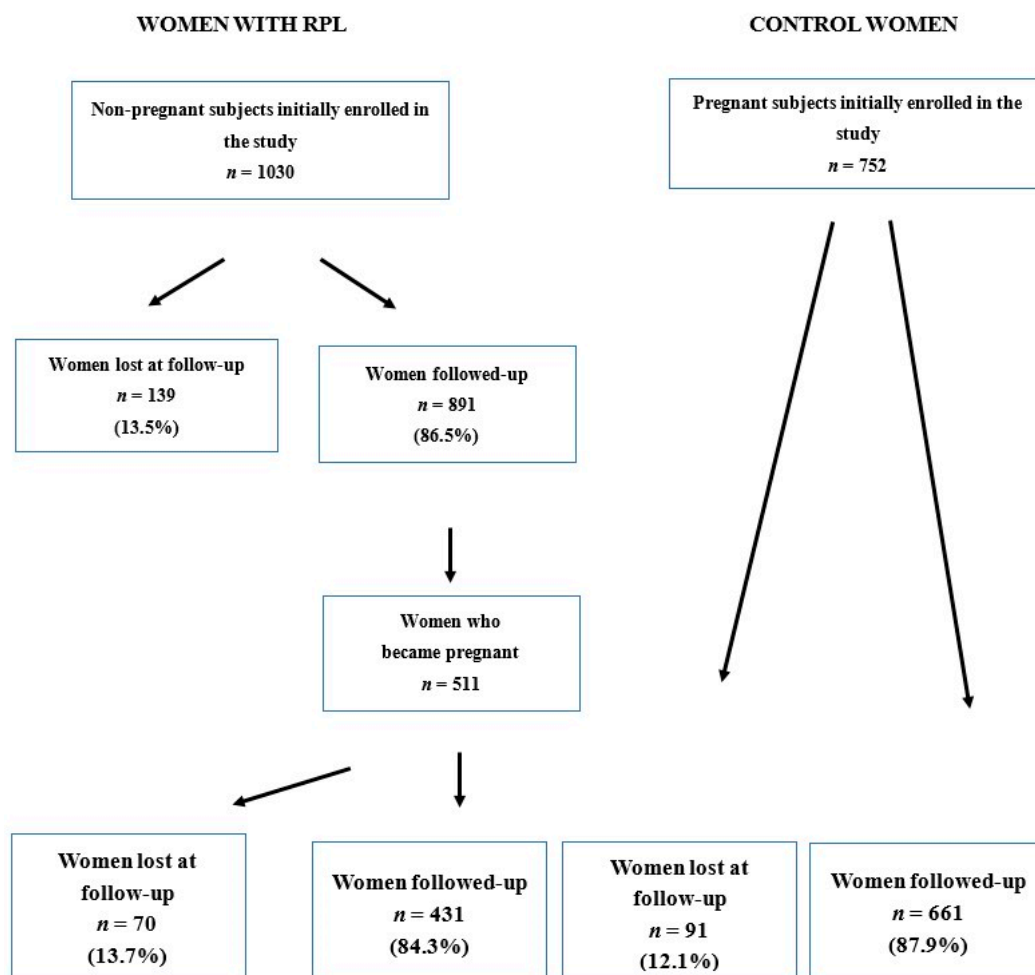 WOMEN WITH RPL
CONTROL WOMEN
Non-pregnant subjects initially enrolled in
the study
n = 1030
Pregnant subjects initially enrolled in the
study
n = 752
Women lost at follow-up
n = 139
(13.5%)
Women followed-up
n = 891
(86.5%)
Women who
became pregnant
n = 511
Women lost at
follow-up
n = 70
(13.7%)
Women followed-up
n = 431
(84.3%)
Women lost at
follow-up
n = 91
(12.1%)
Women followed-up
n = 661
(87.9%)